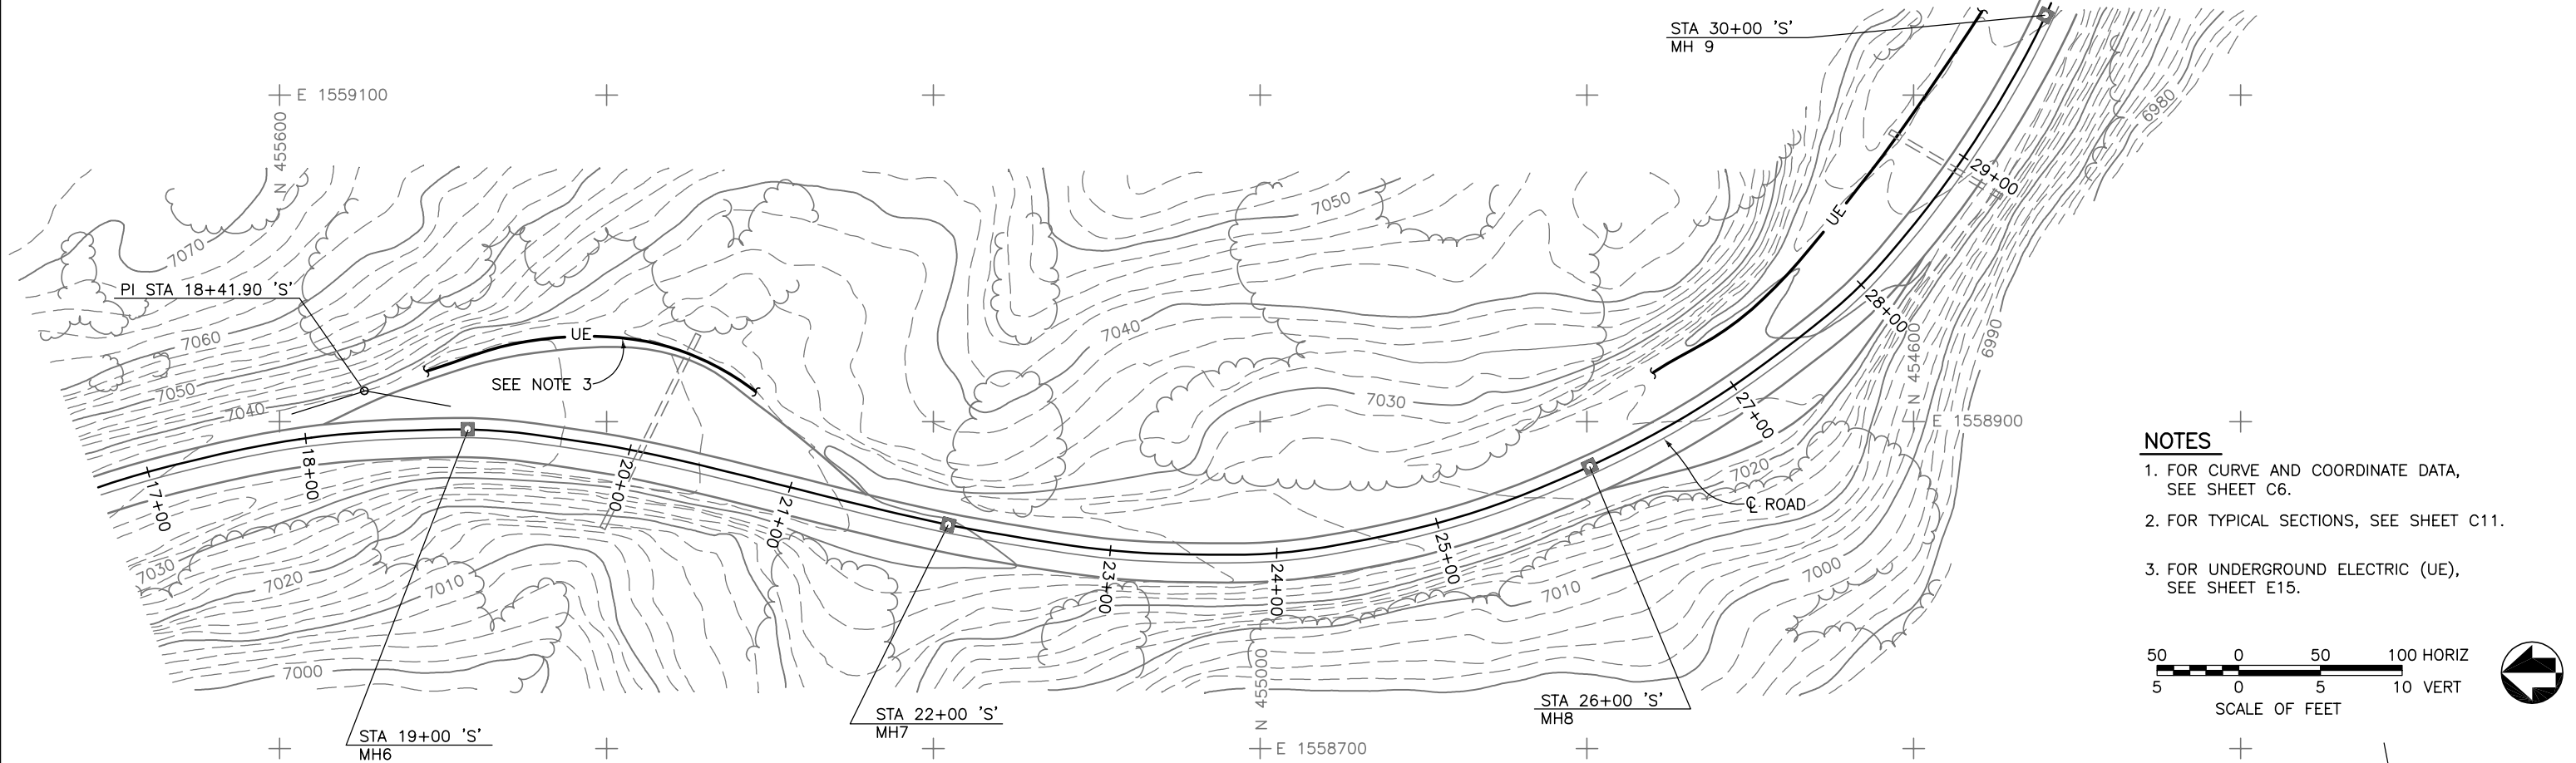 STA 30+00 'S'
MH 9
E 1559100
N 455600
7070
7050
6980
29+00
UE
PI STA 18+41.90 'S'
7060
7040
28+00
6990
N 454600
UE
SEE NOTE 3
7050
7040
7030
E 1558900
27+00
18+00
17+00
20+00
21+00
7020
℄ ROAD
25+00
23+00
24+00
7030
7020
7010
7010
7000
7000
N 455000
STA 19+00 'S'
MH6
STA 22+00 'S'
MH7
STA 26+00 'S'
MH8
E 1558700
NOTES
1. FOR CURVE AND COORDINATE DATA,
SEE SHEET C6.
2. FOR TYPICAL SECTIONS, SEE SHEET C11.
3. FOR UNDERGROUND ELECTRIC (UE),
SEE SHEET E15.
50 0 50 100 HORIZ
5 0 5 10 VERT
SCALE OF FEET